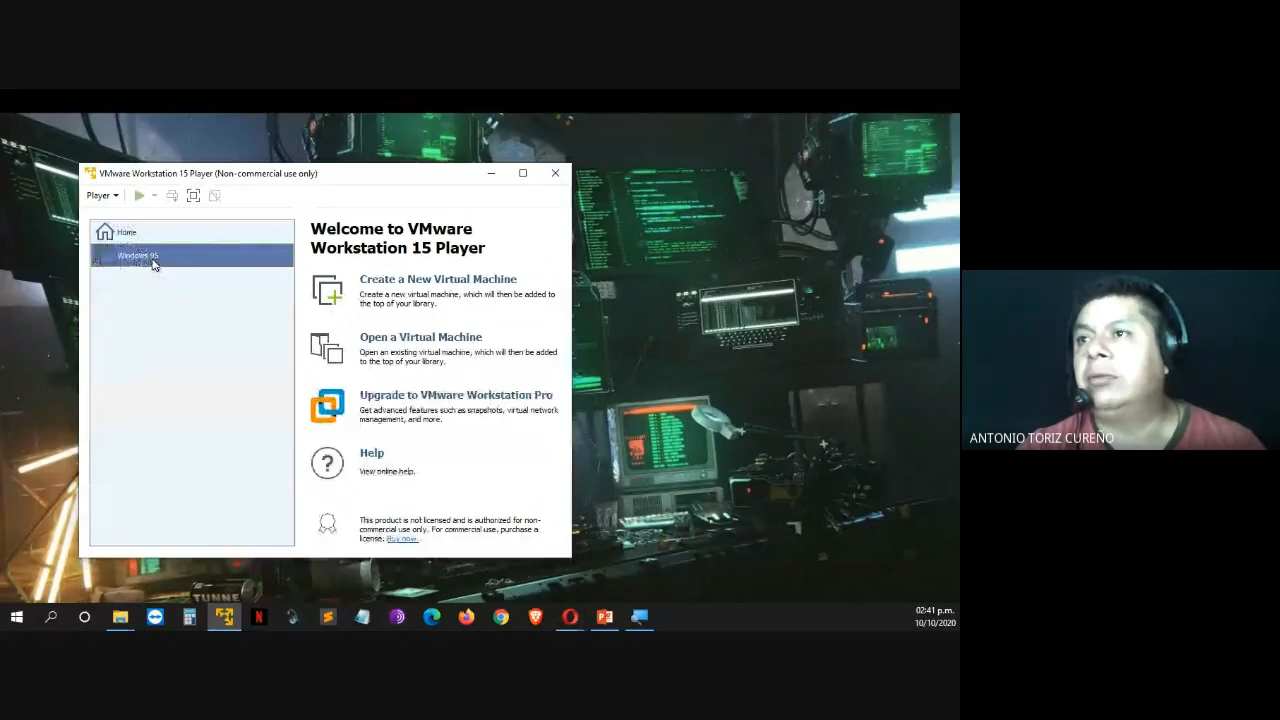 VMware Workstation 15 Player (Non-commercial use only)
Player
Home
Windows 95
Welcome to VMware
Workstation 15 Player
Create a New Virtual Machine
Create a new virtual machine, which will then be added
to the top of your library.
Open a Virtual Machine
Open an existing virtual machine, which will then be added
to the top of your library.
Upgrade to VMware Workstation Pro
Get advanced features such as snapshots, virtual network
management, and more.
Help
View online help.
This product is not licensed and is authorized for non-
commercial use only. For commercial use, purchase a
license. Buy now.
TUNNE
02:41 p.m.
10/10/2020
ANTONIO TORIZ CUREÑO